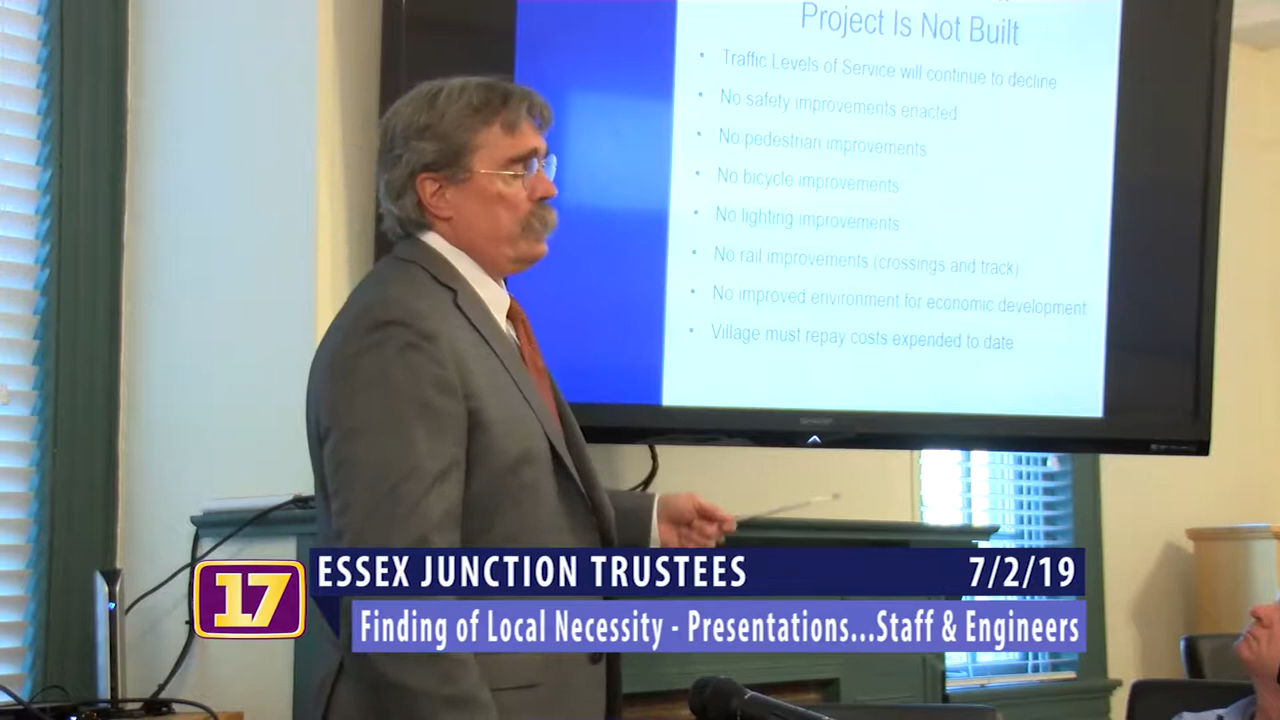 Project Is Not Built
• Traffic Levels of Service will continue to decline
• No safety improvements enacted
• No pedestrian improvements
• No bicycle improvements
• No lighting improvements
• No rail improvements (crossings and track)
• No improved environment for economic development
• Village must repay costs expended to date
SHARP
17
ESSEX JUNCTION TRUSTEES 7/2/19
Finding of Local Necessity - Presentations...Staff & Engineers